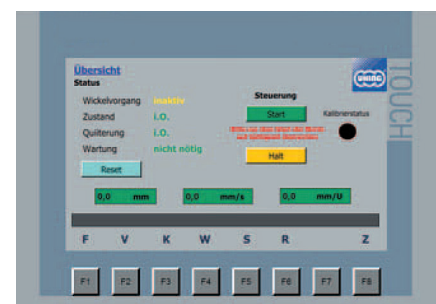 Übersicht
Status
Wickelvorgang inaktiv
Zustand i.O.
Quittierung i.O.
Wartung nicht nötig
Reset
Steuerung
Start
Kalibrierstatus
Halt
0,0 mm
0,0 mm/s
0,0 mm/U
F V K W S R Z
F1 F2 F3 F4 F5 F6 F7 F8
TOUCH